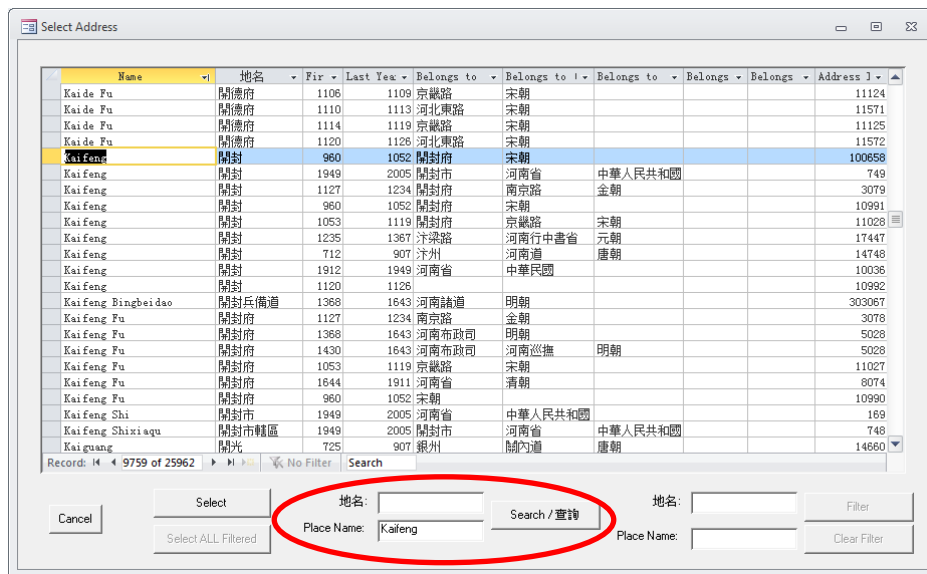 Select Address
Name 地名 Fir Last Yea Belongs to Belongs to Belongs to Belongs Belongs Address I
Kaide Fu 開德府 1106 1109 京畿路 宋朝 11124
Kaide Fu 開德府 1110 1113 河北東路 宋朝 11571
Kaide Fu 開德府 1114 1119 京畿路 宋朝 11125
Kaide Fu 開德府 1120 1126 河北東路 宋朝 11572
Kaifeng 開封 960 1052 開封府 宋朝 100658
Kaifeng 開封 1949 2005 開封市 河南省 中華人民共和國 749
Kaifeng 開封 1127 1234 開封府 南京路 金朝 3079
Kaifeng 開封 960 1052 開封府 宋朝 10991
Kaifeng 開封 1053 1119 開封府 京畿路 宋朝 11028
Kaifeng 開封 1235 1367 汴梁路 河南行中書省 元朝 17447
Kaifeng 開封 712 907 汴州 河南道 唐朝 14748
Kaifeng 開封 1912 1949 河南省 中華民國 10036
Kaifeng 開封 1120 1126 10992
Kaifeng Bingbeidao 開封兵備道 1368 1643 河南諸道 明朝 303067
Kaifeng Fu 開封府 1127 1234 南京路 金朝 3078
Kaifeng Fu 開封府 1368 1643 河南布政司 明朝 5028
Kaifeng Fu 開封府 1430 1643 河南布政司 河南巡撫 明朝 5028
Kaifeng Fu 開封府 1053 1119 京畿路 宋朝 11027
Kaifeng Fu 開封府 1644 1911 河南省 清朝 8074
Kaifeng Fu 開封府 960 1052 宋朝 10990
Kaifeng Shi 開封市 1949 2005 河南省 中華人民共和國 169
Kaifeng Shixiaqu 開封市轄區 1949 2005 開封市 河南省 中華人民共和國 748
Kaiguang 開光 725 907 銀州 關內道 唐朝 14660
Record: 9759 of 25962 No Filter Search
Select 地名: Search / 查詢 地名: Filter
Cancel Place Name: Kaifeng Place Name:
Select ALL Filtered Clear Filter